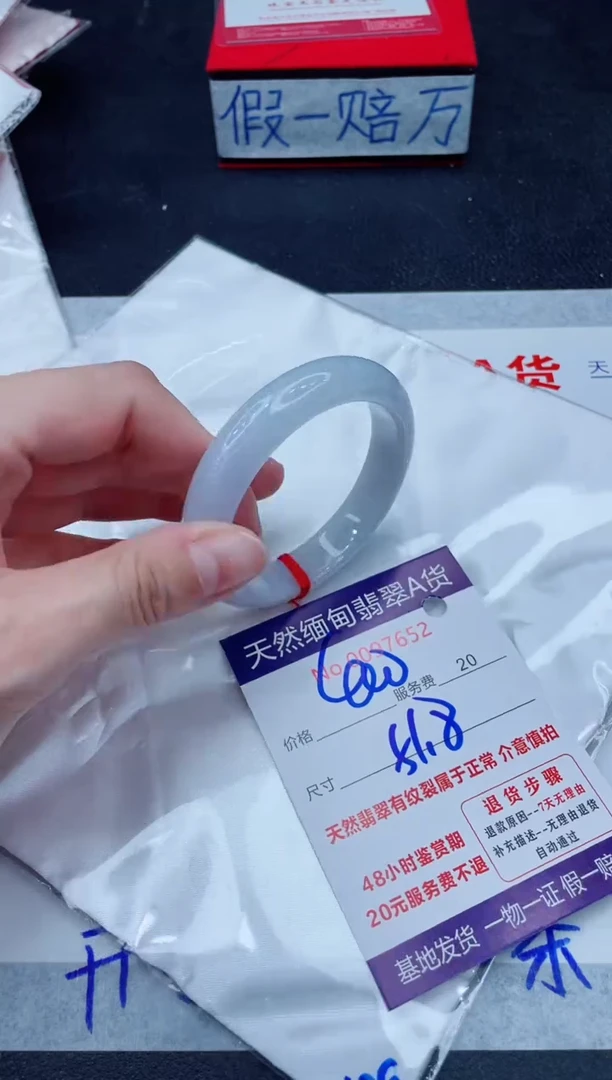 假一赔万
A货
天
天然缅甸翡翠A货
No.0097652
价格 600 服务费 20
尺寸 51.8
天然翡翠有纹裂属于正常 介意慎拍
48小时鉴赏期
20元服务费不退
退货步骤
退款原因--7天无理由
补充描述--无理由退货
自动通过
基地发货 一物一证 假一赔